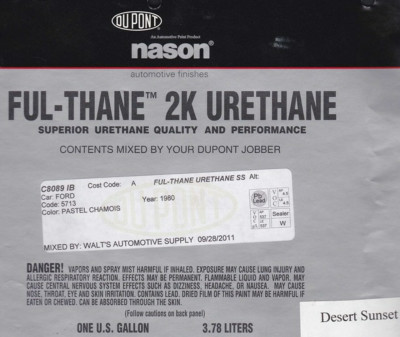 DU PONT
An Automotive Paint Product
nason®
automotive finishes
FUL-THANE™ 2K URETHANE
SUPERIOR URETHANE QUALITY AND PERFORMANCE
CONTENTS MIXED BY YOUR DUPONT JOBBER
C8089 IB Cost Code: A FUL-THANE URETHANE SS Alt:
Car: FORD Year: 1980
Code: 5713
Color: PASTEL CHAMOIS
Pb
Lead
VOC
Sealer
W
MIXED BY: WALT'S AUTOMOTIVE SUPPLY 09/28/2011
DANGER! VAPORS AND SPRAY MIST HARMFUL IF INHALED. EXPOSURE MAY CAUSE LUNG INJURY AND
ALLERGIC RESPIRATORY REACTION. EFFECTS MAY BE PERMANENT. FLAMMABLE LIQUID AND VAPOR. MAY
CAUSE CENTRAL NERVOUS SYSTEM EFFECTS SUCH AS DIZZINESS, HEADACHE, OR NAUSEA. MAY CAUSE
NOSE, THROAT, EYE AND SKIN IRRITATION. CONTAINS LEAD. DRIED FILM OF THIS PAINT MAY BE HARMFUL IF
EATEN OR CHEWED. CAN BE ABSORBED THROUGH THE SKIN.
(Follow cautions on back panel)
ONE U.S. GALLON 3.78 LITERS
Desert Sunset